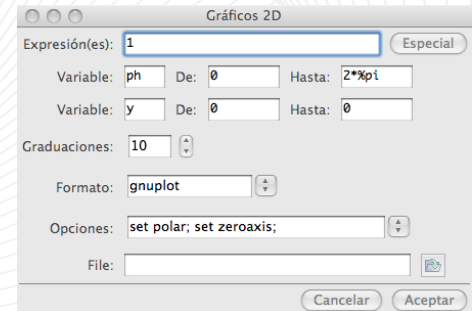 Gráficos 2D
Expresión(es): 1 Especial
Variable: ph De: 0 Hasta: 2*%pi
Variable: y De: 0 Hasta: 0
Graduaciones: 10
Formato: gnuplot
Opciones: set polar; set zeroaxis;
File:
Cancelar Aceptar